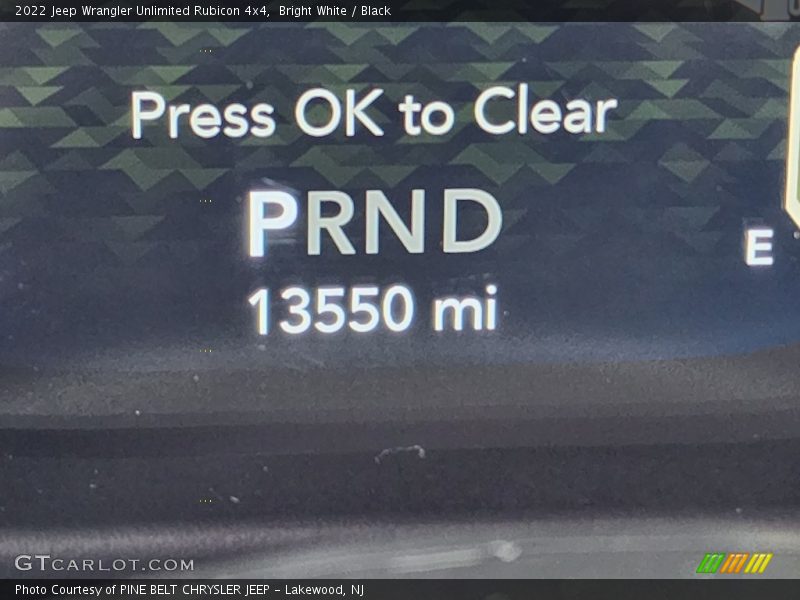 2022 Jeep Wrangler Unlimited Rubicon 4x4,  Bright White / Black
Press OK to Clear
PRND
E
13550 mi
GTCARLOT.COM
Photo Courtesy of PINE BELT CHRYSLER JEEP - Lakewood, NJ